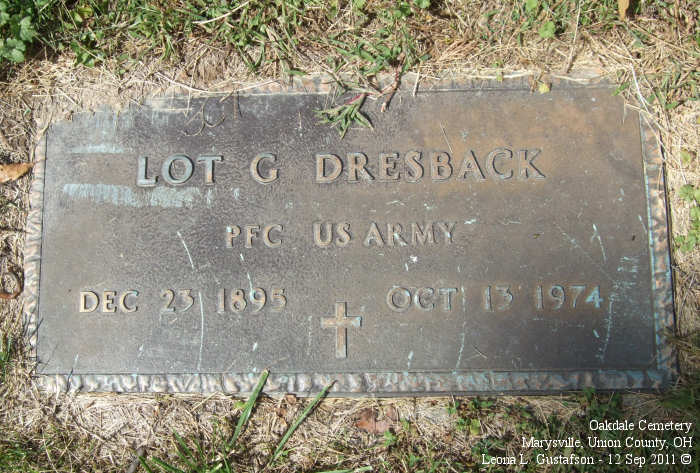 LOT G DRESBACK
PFC US ARMY
DEC 23 1895 OCT 13 1974
Oakdale Cemetery
Marysville, Union County, OH
Leona L. Gustafson - 12 Sep 2011 ©